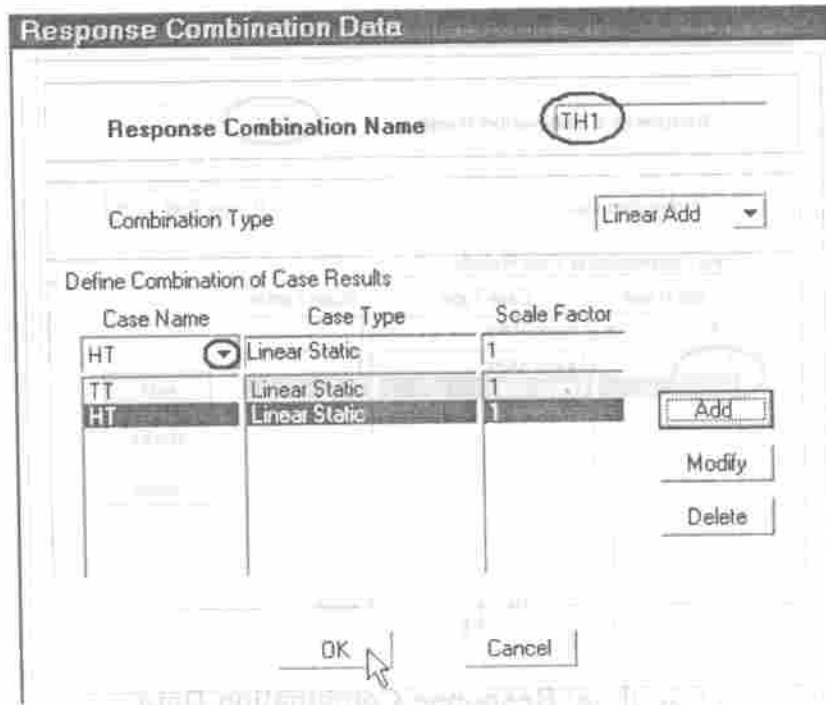 Response Combination Data
Response Combination Name TH1
Combination Type Linear Add
Define Combination of Case Results
Case Name Case Type Scale Factor
HT Linear Static 1
TT Linear Static 1
HT Linear Static 1
Add
Modify
Delete
OK Cancel